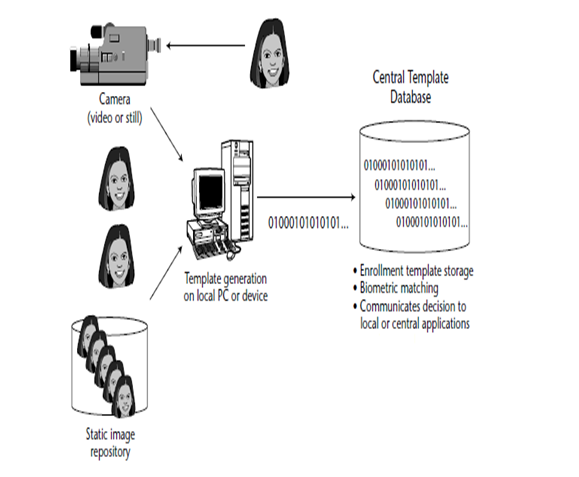 Camera
(video or still)
Central Template
Database
01000101010101...
01000101010101...
01000101010101...
01000101010101...
01000101010101...
Template generation
on local PC or device
• Enrollment template storage
• Biometric matching
• Communicates decision to
local or central applications
Static image
repository